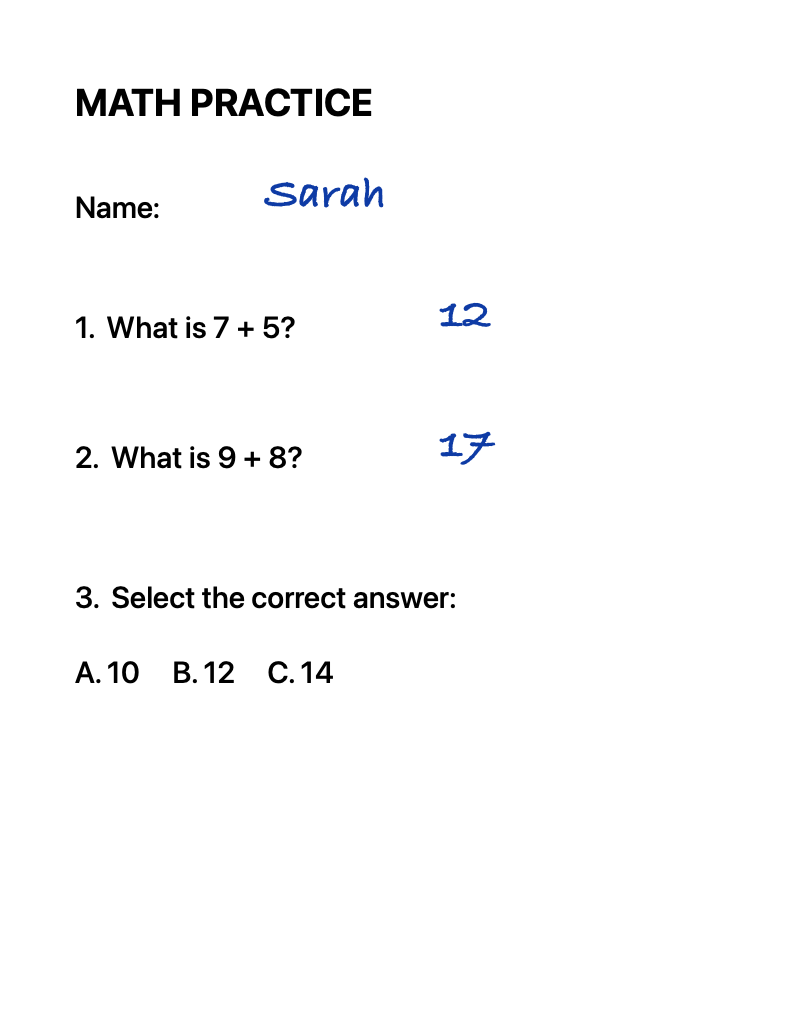 MATH PRACTICE
Name: Sarah
1. What is 7 + 5? 12
2. What is 9 + 8? 17
3. Select the correct answer:
A. 10 B. 12 C. 14